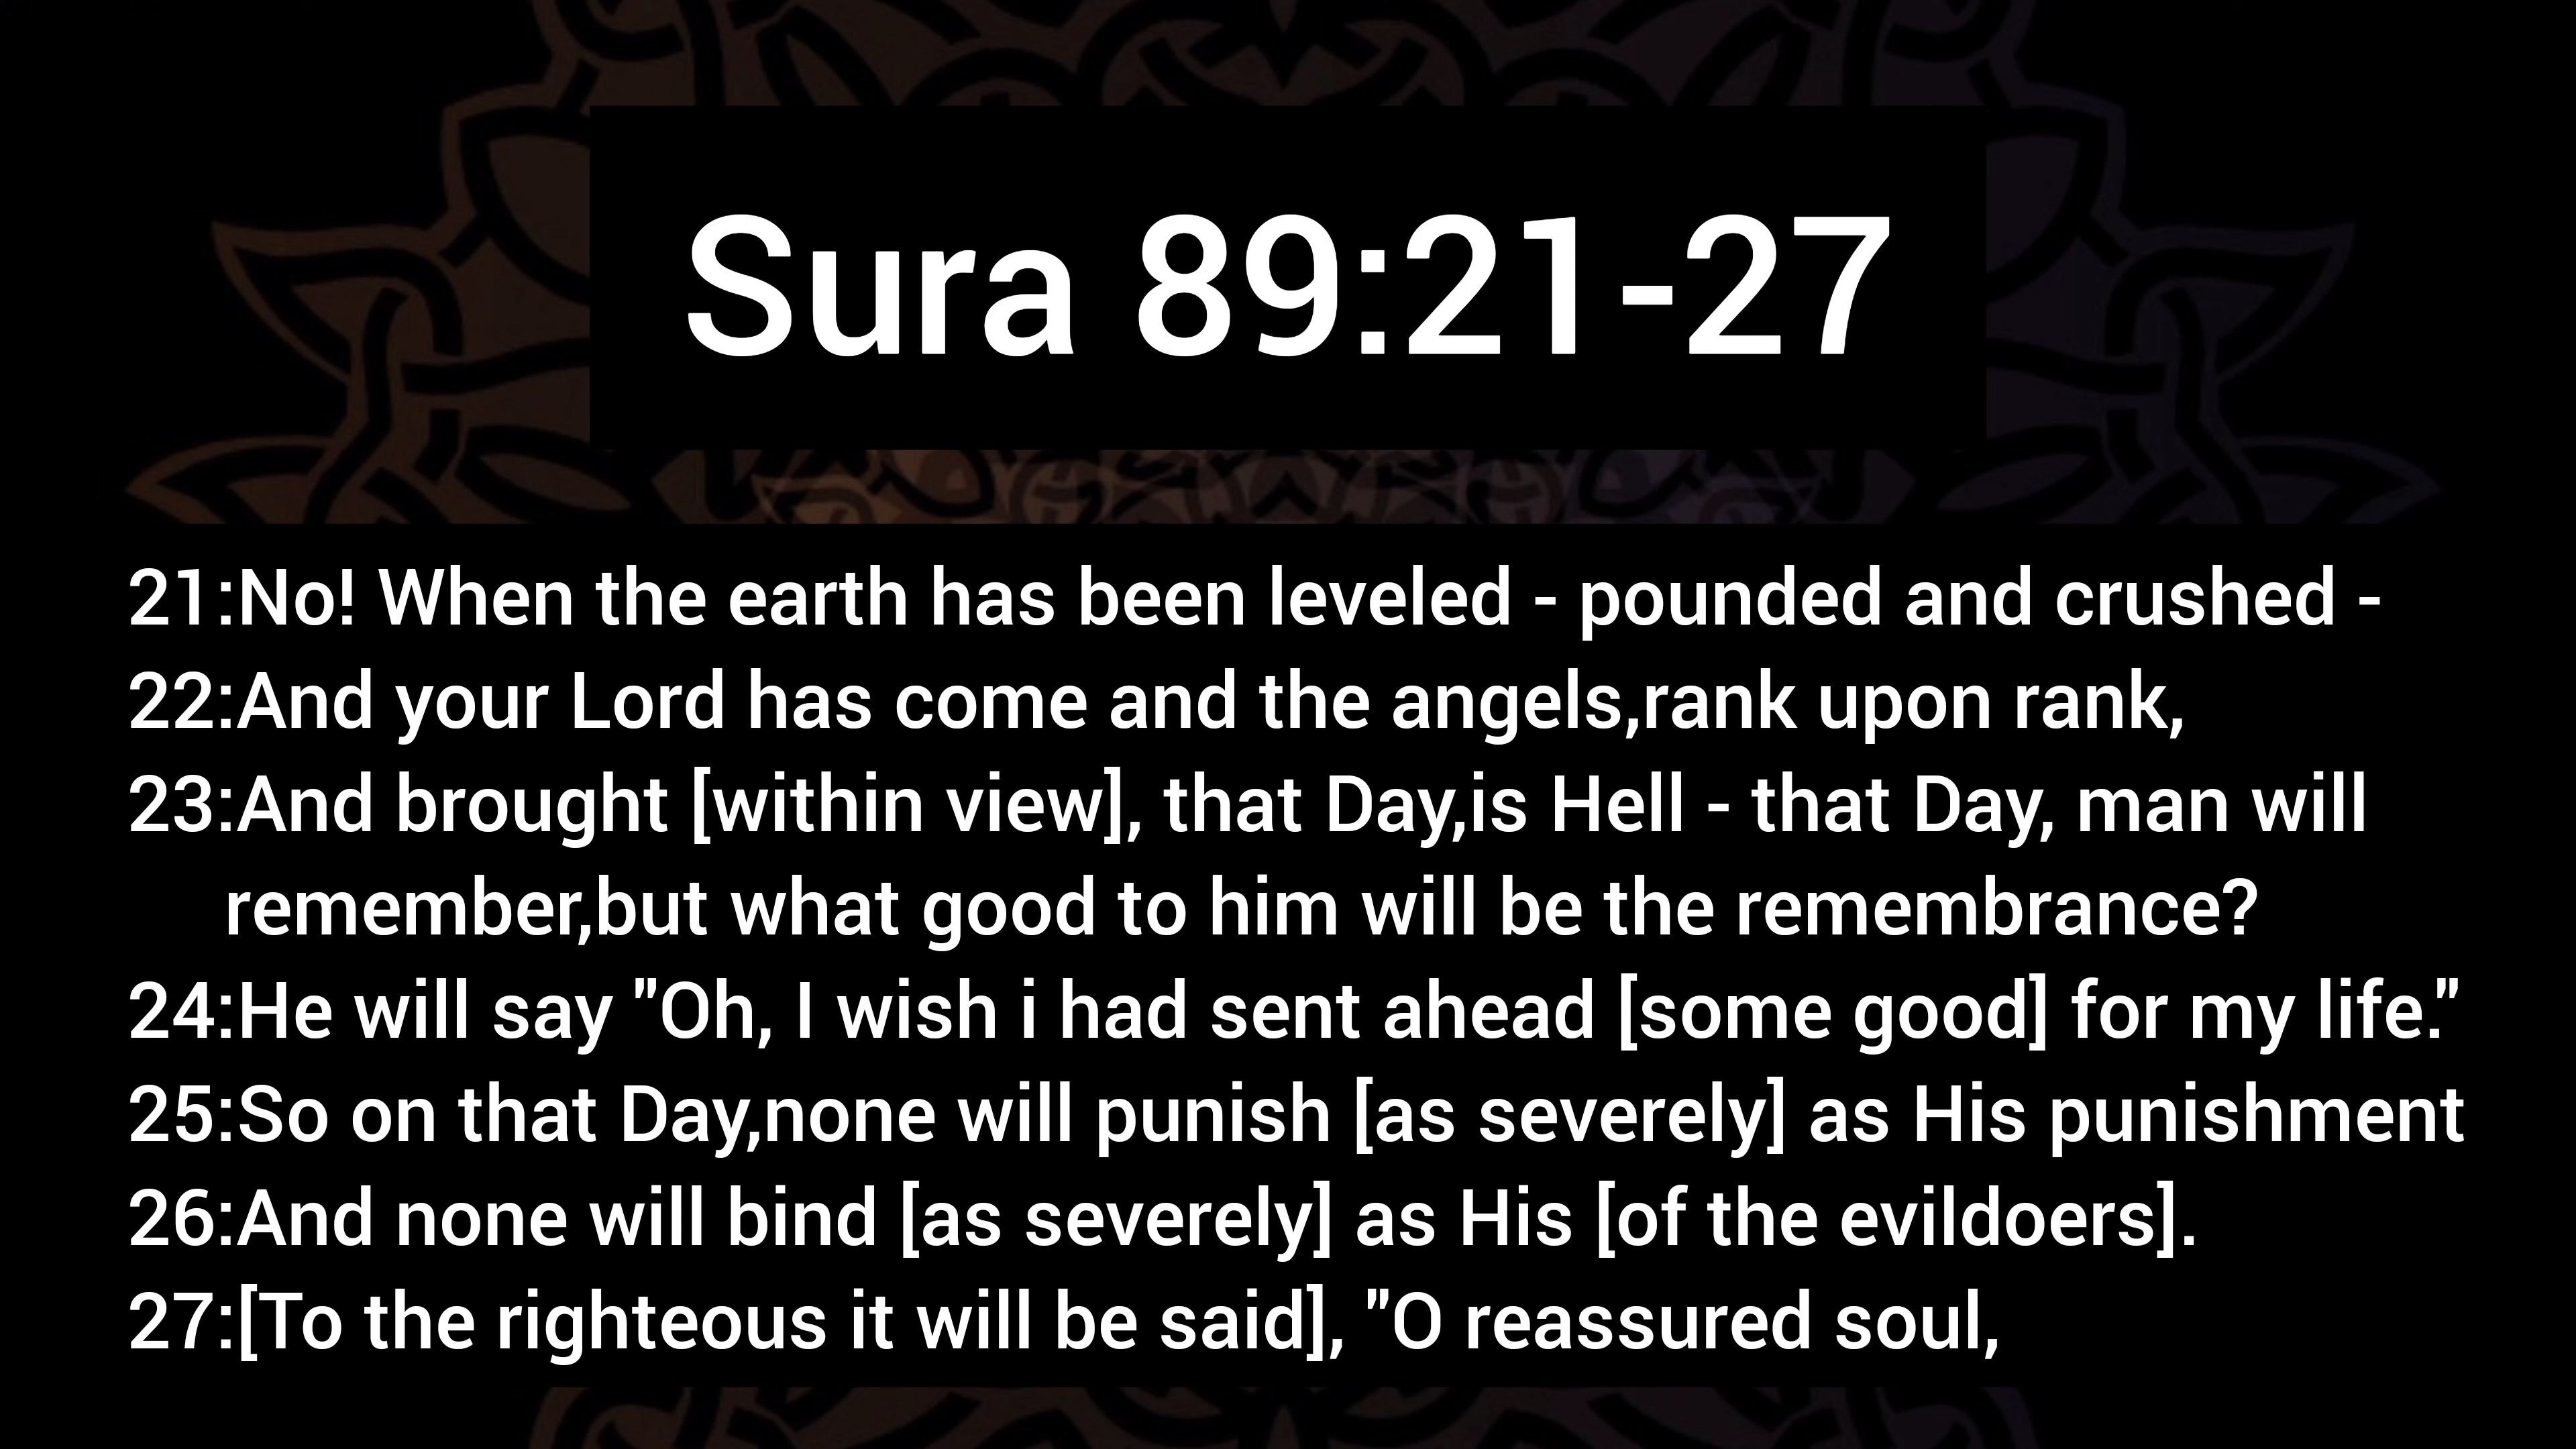 Sura 89:21-27
21:No! When the earth has been leveled - pounded and crushed -
22:And your Lord has come and the angels,rank upon rank,
23:And brought [within view], that Day,is Hell - that Day, man will
remember,but what good to him will be the remembrance?
24:He will say "Oh, I wish i had sent ahead [some good] for my life."
25:So on that Day,none will punish [as severely] as His punishment
26:And none will bind [as severely] as His [of the evildoers].
27:[To the righteous it will be said], "O reassured soul,